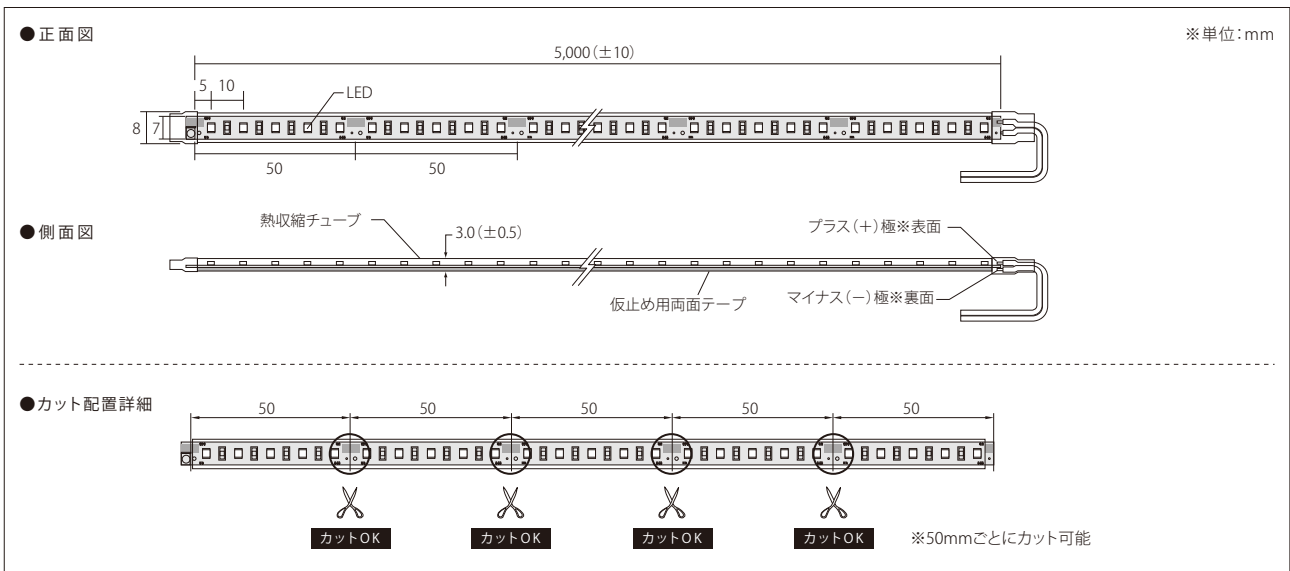 ●正面図
※単位：mm
5,000（±10）
5 10
LED
8 7
50 50
●側面図
熱収縮チューブ
3.0（±0.5）
プラス（＋）極※表面
仮止め用両面テープ
マイナス（－）極※裏面
●カット配置詳細
50 50 50 50 50
カットOK カットOK カットOK カットOK
※50mmごとにカット可能